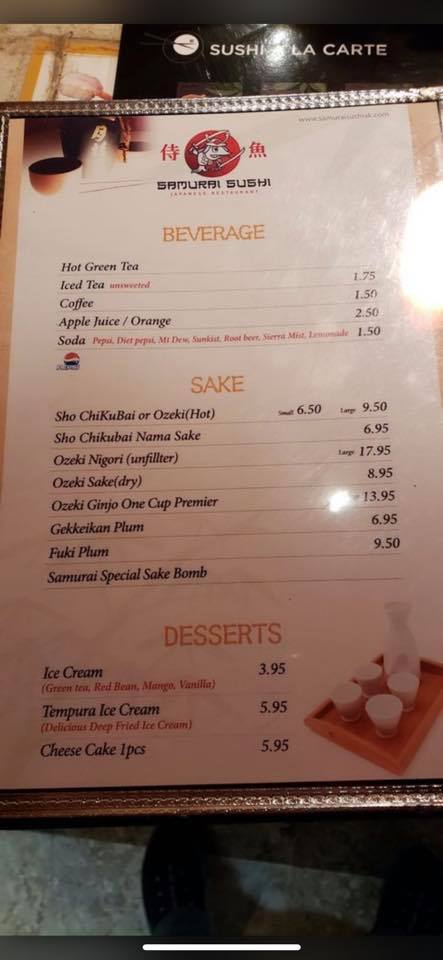 SUSHI A LA CARTE
侍 魚
SAMURAI SUSHI
JAPANESE RESTAURANT
BEVERAGE
Hot Green Tea
Iced Tea unsweeted 1.75
Coffee 1.50
Apple Juice / Orange 2.50
Soda Pepsi, Diet pepsi, Mt Dew, Sunkist, Root beer, Sierra Mist, Lemonade 1.50
SAKE
Sho ChiKuBai or Ozeki(Hot) Small 6.50 Large 9.50
Sho Chikubai Nama Sake 6.95
Ozeki Nigori (unfillter) Large 17.95
Ozeki Sake(dry) 8.95
Ozeki Ginjo One Cup Premier 13.95
Gekkeikan Plum 6.95
Fuki Plum 9.50
Samurai Special Sake Bomb
DESSERTS
Ice Cream 3.95
(Green tea, Red Bean, Mango, Vanilla)
Tempura Ice Cream 5.95
(Delicious Deep Fried Ice Cream)
Cheese Cake 1pcs 5.95